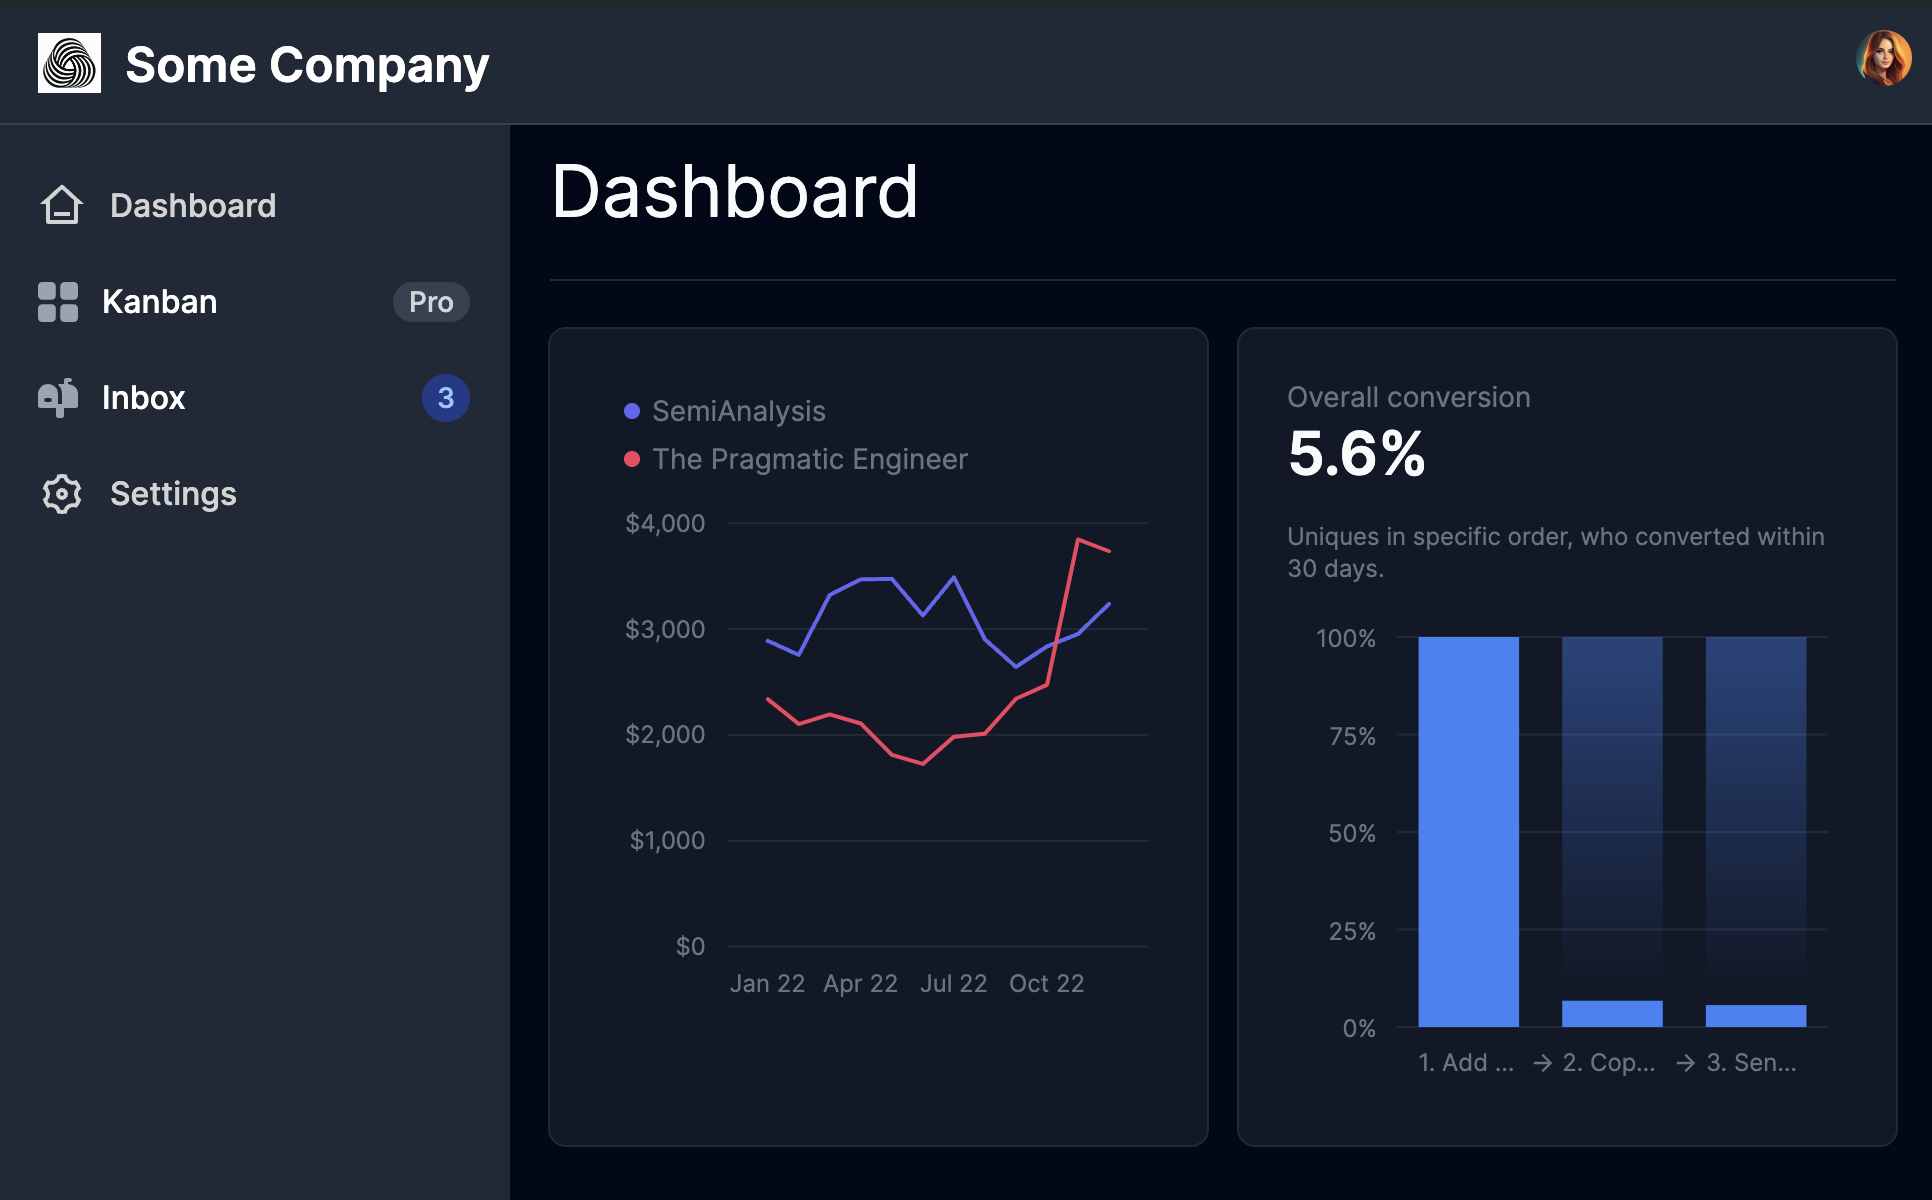 Some Company
Dashboard
Kanban
Pro
Inbox
3
Settings
Dashboard
SemiAnalysis
The Pragmatic Engineer
$4,000
$3,000
$2,000
$1,000
$0
Jan 22 Apr 22 Jul 22 Oct 22
Overall conversion
5.6%
Uniques in specific order, who converted within
30 days.
100%
75%
50%
25%
0%
1. Add ... → 2. Cop... → 3. Sen...